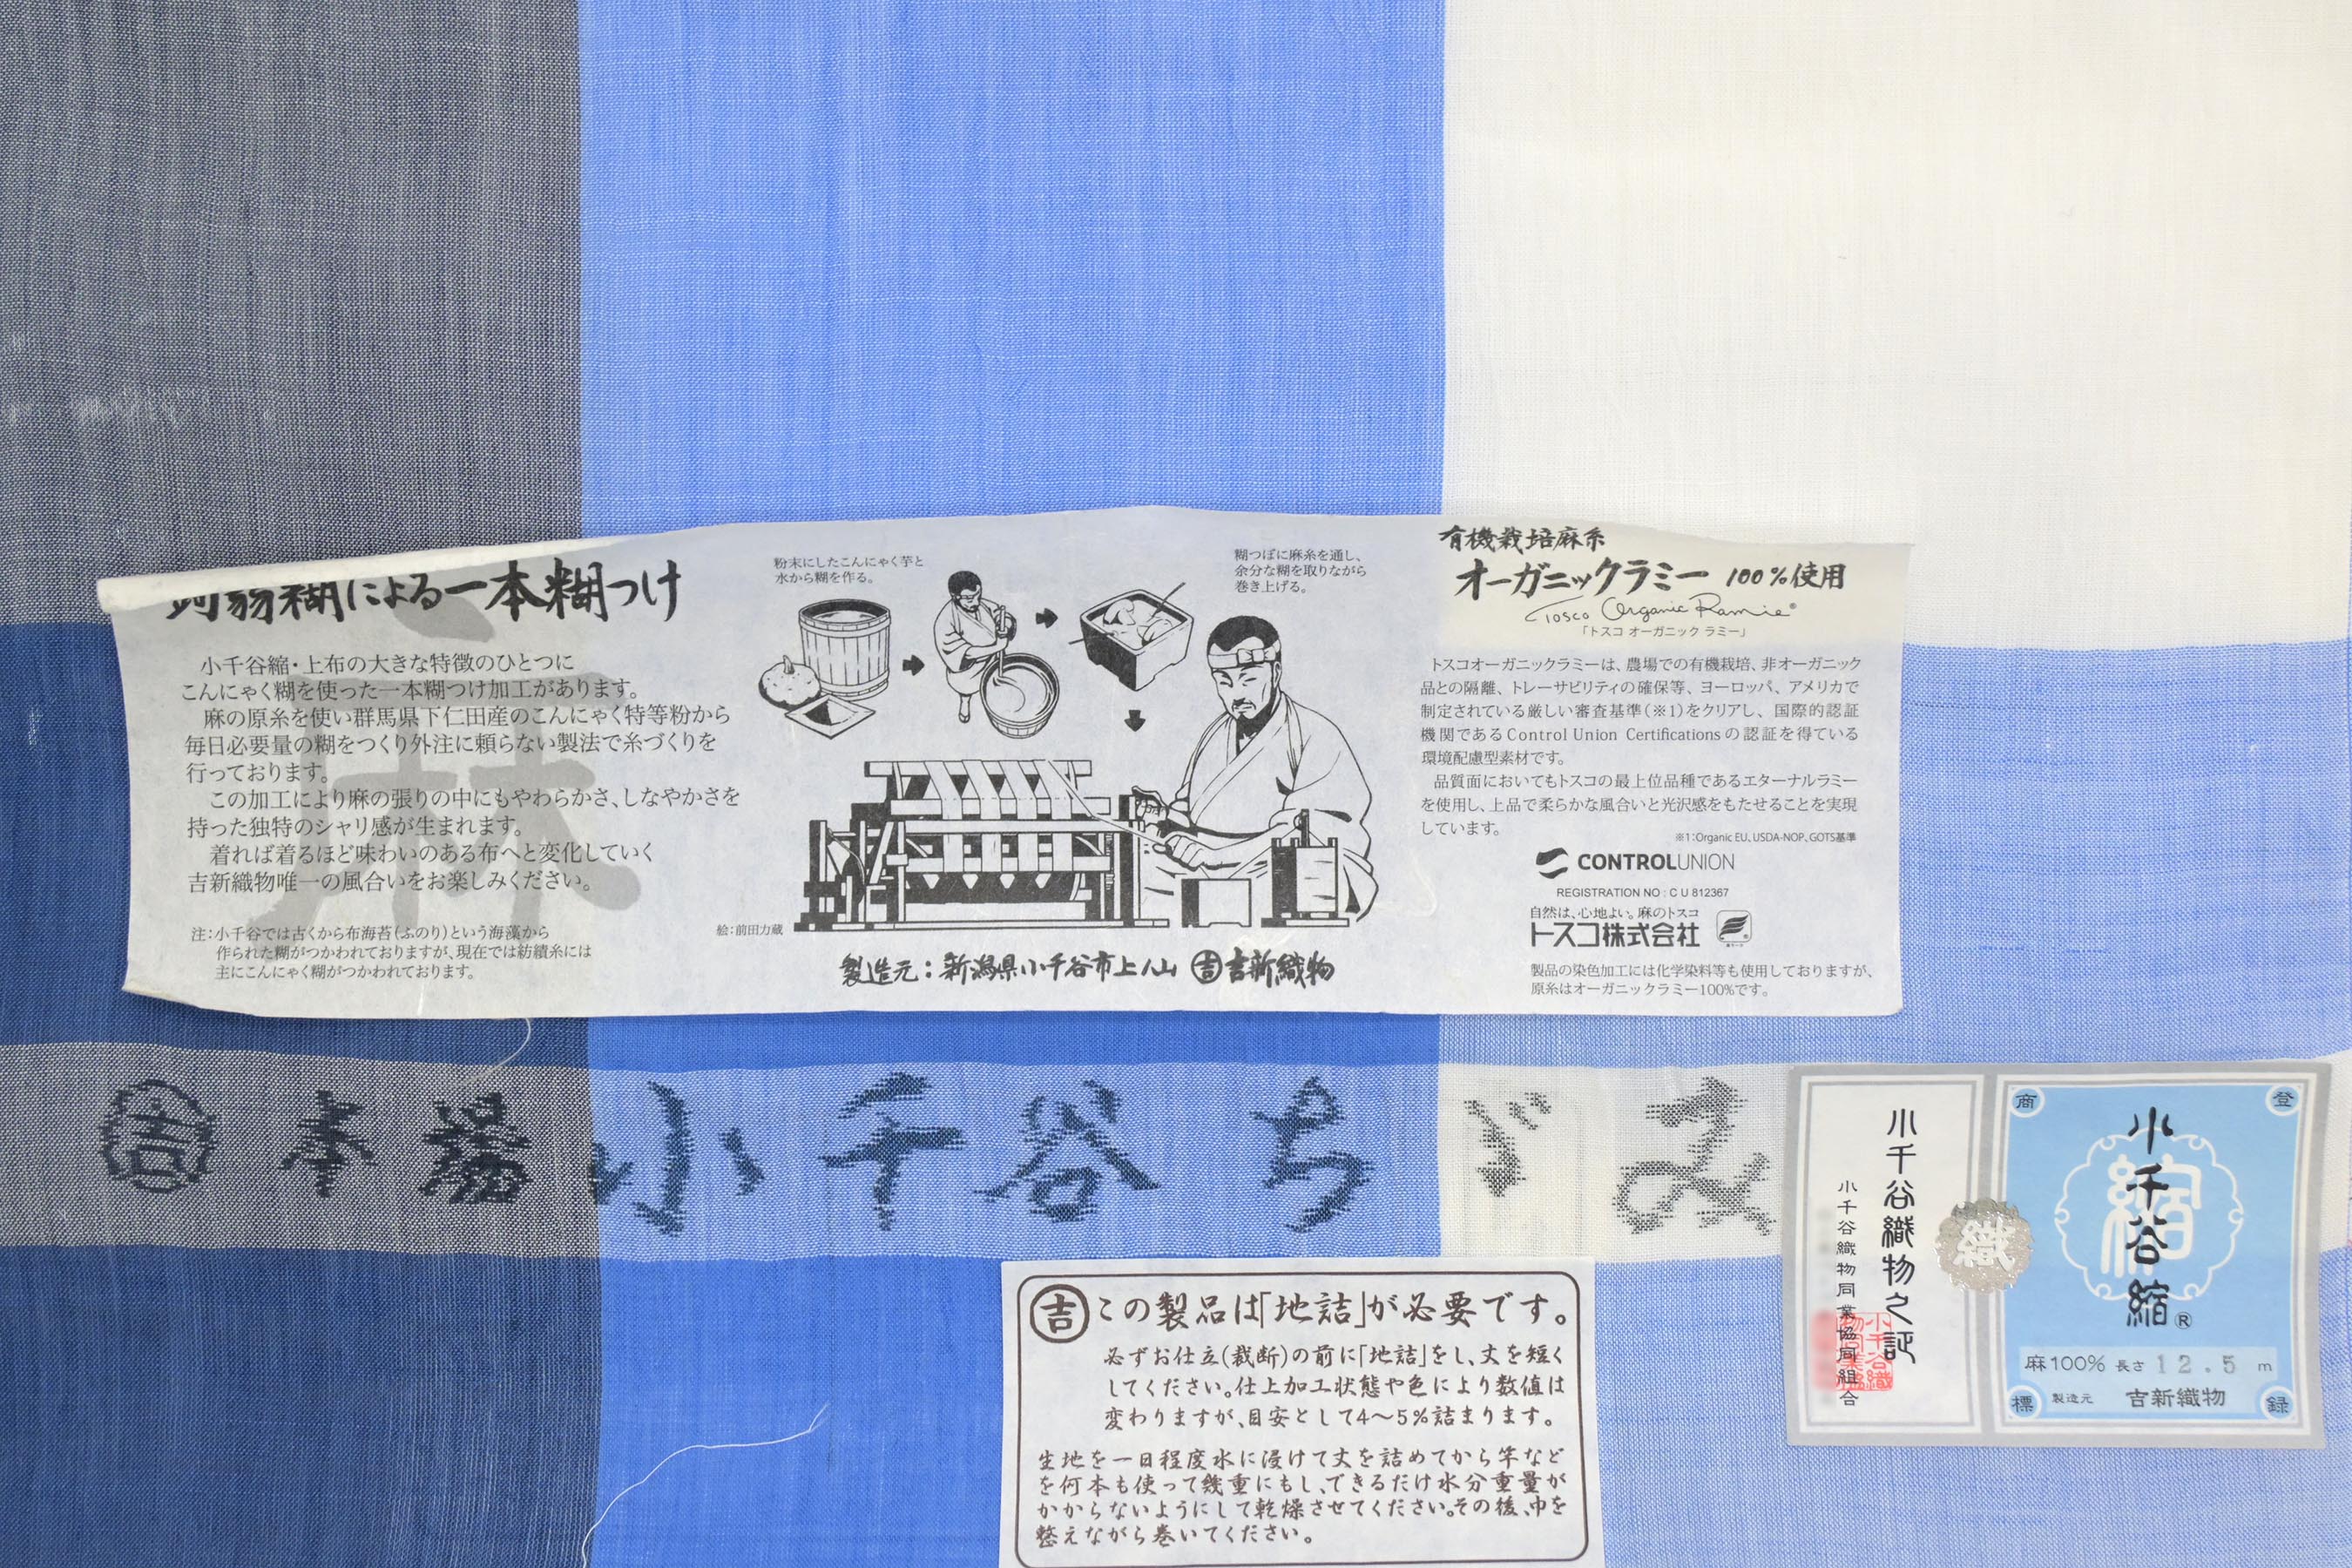 蒟蒻糊による一本糊つけ
小千谷縮・上布の大きな特徴のひとつに
こんにゃく糊を使った一本糊つけ加工があります。
麻の原糸を使い群馬県下仁田産のこんにゃく特等粉から
毎日必要量の糊をつくり外注に頼らない製法で糸づくりを
行っております。
この加工により麻の張りの中にもやわらかさ、しなやかさを
持った独特のシャリ感が生まれます。
着れば着るほど味わいのある布へと変化していく
吉新織物唯一の風合いをお楽しみください。
麻
注:小千谷では古くから布海苔(ふのり)という海藻から
作られた糊がつかわれておりますが、現在では紡績糸には
主にこんにゃく糊がつかわれております。
粉末にしたこんにゃく芋と
水から糊を作る。
糊つぼに麻糸を通し、
余分な糊を取りながら
巻き上げる。
絵:前田力蔵
製造元:新潟県小千谷市上ノ山 吉 吉新織物
有機栽培麻糸
オーガニックラミー 100%使用
Tosco Organic Ramie®
「トスコ オーガニック ラミー」
トスコオーガニックラミーは、農場での有機栽培、非オーガニック
品との隔離、トレーサビリティの確保等、ヨーロッパ、アメリカで
制定されている厳しい審査基準(※1)をクリアし、国際的認証
機関であるControl Union Certificationsの認証を得ている
環境配慮型素材です。
品質面においてもトスコの最上位品種であるエターナルラミー
を使用し、上品で柔らかな風合いと光沢感をもたせることを実現
しています。
※1:Organic EU, USDA-NOP, GOTS基準
CONTROLUNION
REGISTRATION NO : C U 812367
自然は、心地よい。麻のトスコ
トスコ株式会社
製品の染色加工には化学染料等も使用しておりますが、
原糸はオーガニックラミー100%です。
吉 本場小千谷ちゞみ
吉 この製品は「地詰」が必要です。
必ずお仕立(裁断)の前に「地詰」をし、丈を短く
してください。仕上加工状態や色により数値は
変わりますが、目安として4〜5%詰まります。
生地を一日程度水に浸けて丈を詰めてから竿など
を何本も使って幾重にもし、できるだけ水分重量が
かからないようにして乾燥させてください。その後、巾を
整えながら巻いてください。
小千谷織物之証
小千谷織物同業協同組合
織
商
登
標
録
縮
小千谷縮®
麻100% 長さ 12.5 m
製造元 吉新織物